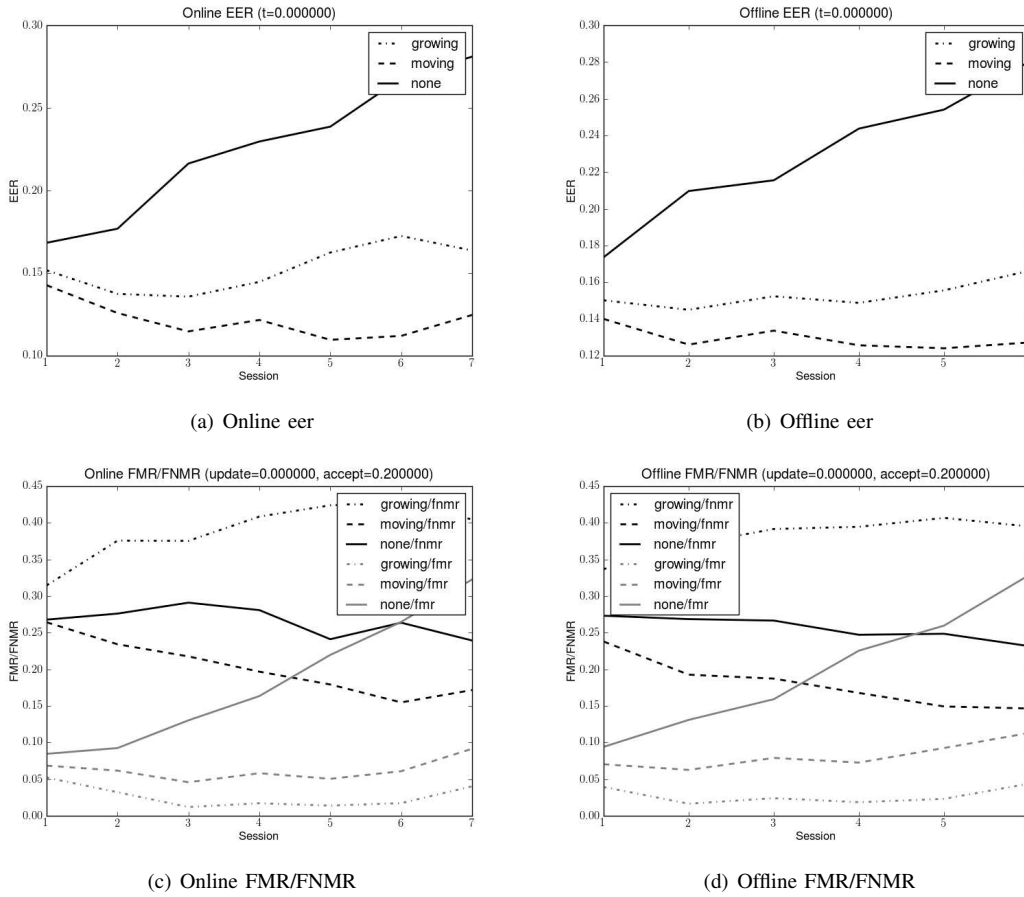 Online EER (t=0.000000)
0.30
0.25
0.20
0.15
0.10
EER
growing
moving
none
1 2 3 4 5 6 7
Session
(a) Online eer
Offline EER (t=0.000000)
0.30
0.28
0.26
0.24
0.22
0.20
0.18
0.16
0.14
0.12
EER
growing
moving
none
1 2 3 4 5
Session
(b) Offline eer
Online FMR/FNMR (update=0.000000, accept=0.200000)
0.45
0.40
0.35
0.30
0.25
0.20
0.15
0.10
0.05
0.00
FMR/FNMR
growing/fnmr
moving/fnmr
none/fnmr
growing/fmr
moving/fmr
none/fmr
1 2 3 4 5 6 7
Session
(c) Online FMR/FNMR
Offline FMR/FNMR (update=0.000000, accept=0.200000)
0.45
0.40
0.35
0.30
0.25
0.20
0.15
0.10
0.05
0.00
FMR/FNMR
growing/fnmr
moving/fnmr
none/fnmr
growing/fmr
moving/fmr
none/fmr
1 2 3 4 5
Session
(d) Offline FMR/FNMR